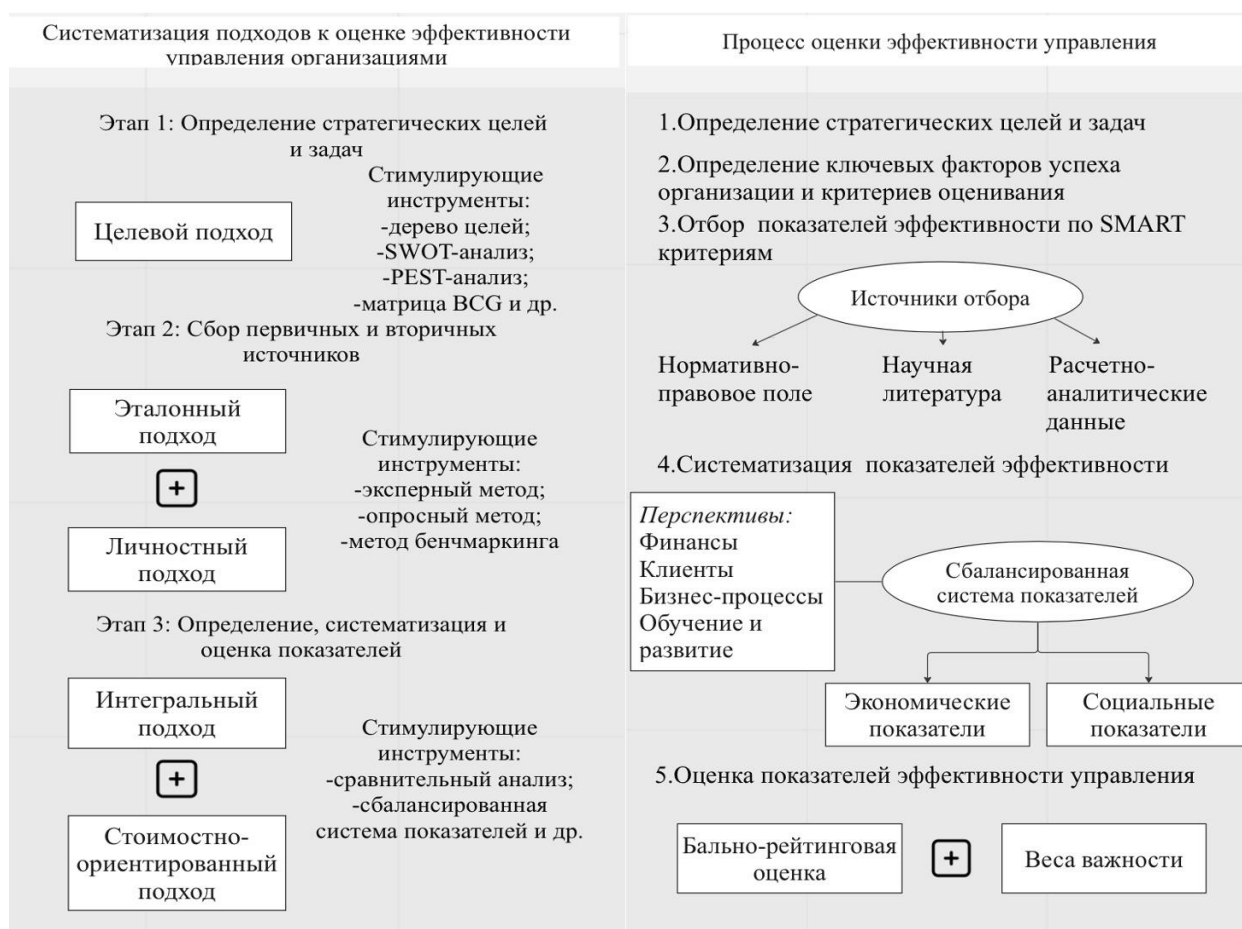 Систематизация подходов к оценке эффективности
управления организациями
Этап 1: Определение стратегических целей
и задач
Целевой подход
Стимулирующие
инструменты:
-дерево целей;
-SWOT-анализ;
-PEST-анализ;
-матрица BCG и др.
Этап 2: Сбор первичных и вторичных
источников
Эталонный
подход
+
Личностный
подход
Стимулирующие
инструменты:
-эксперный метод;
-опросный метод;
-метод бенчмаркинга
Этап 3: Определение, систематизация и
оценка показателей
Интегральный
подход
+
Стоимостно-
ориентированный
подход
Стимулирующие
инструменты:
-сравнительный анализ;
-сбалансированная
система показателей и др.
Процесс оценки эффективности управления
1.Определение стратегических целей и задач
2.Определение ключевых факторов успеха
организации и критериев оценивания
3.Отбор показателей эффективности по SMART
критериям
Источники отбора
Нормативно-
правовое поле
Научная
литература
Расчетно-
аналитические
данные
4.Систематизация показателей эффективности
Перспективы:
Финансы
Клиенты
Бизнес-процессы
Обучение и
развитие
Сбалансированная
система показателей
Экономические
показатели
Социальные
показатели
5.Оценка показателей эффективности управления
Бально-рейтинговая
оценка
+
Веса важности